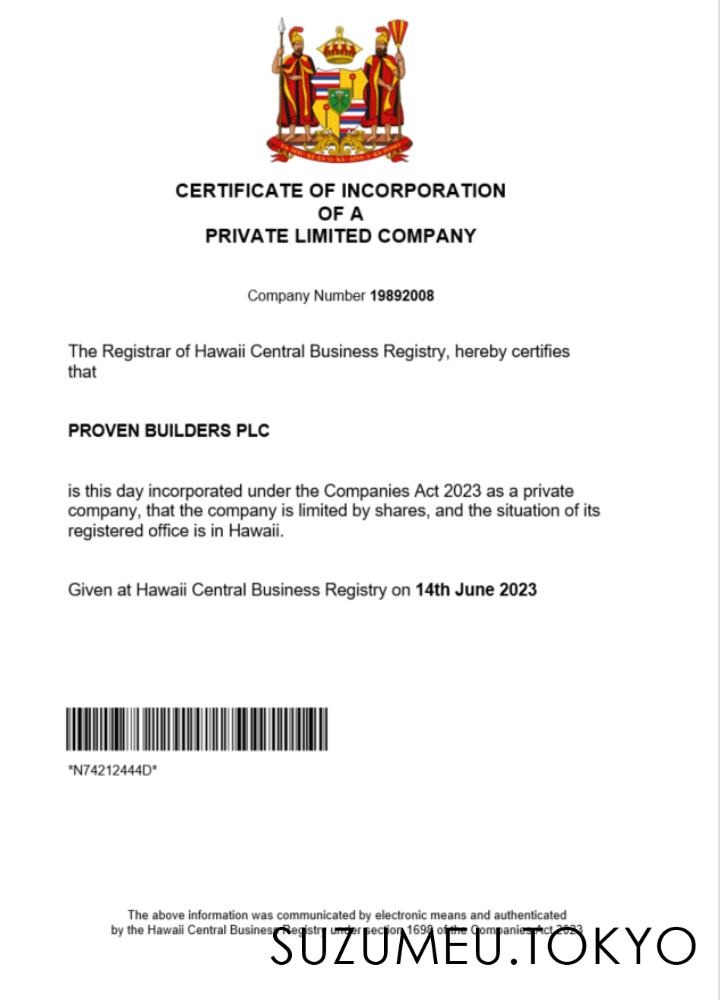 CERTIFICATE OF INCORPORATION
OF A
PRIVATE LIMITED COMPANY
Company Number 19892008
The Registrar of Hawaii Central Business Registry, hereby certifies
that
PROVEN BUILDERS PLC
is this day incorporated under the Companies Act 2023 as a private
company, that the company is limited by shares, and the situation of its
registered office is in Hawaii.
Given at Hawaii Central Business Registry on 14th June 2023
*N74212444D*
The above information was communicated by electronic means and authenticated
by the Hawaii Central Business Registry under section of the Companies Act 2023
SUZUMEU.TOKYO